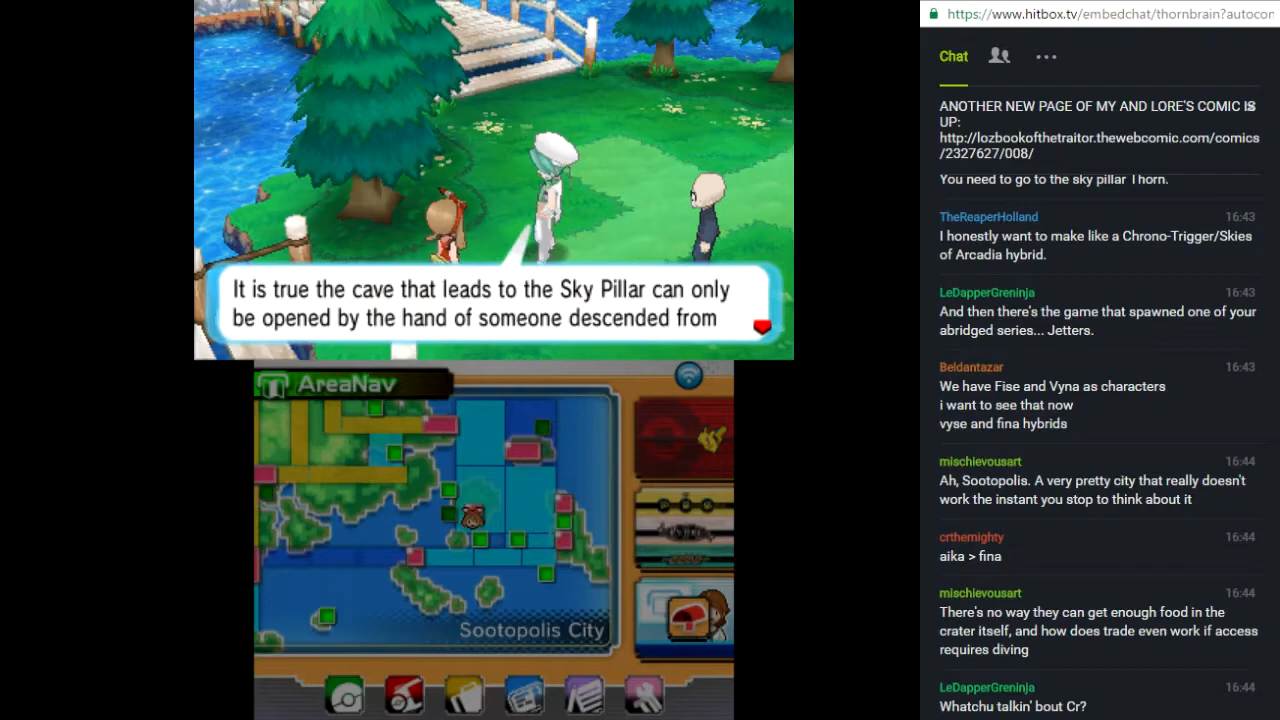 It is true the cave that leads to the Sky Pillar can only
be opened by the hand of someone descended from
AreaNav
Sootopolis City
https://www.hitbox.tv/embedchat/thornbrain?autocon
Chat
ANOTHER NEW PAGE OF MY AND LORE'S COMIC IS
UP:
http://lozbookofthetraitor.thewebcomic.com/comics
/2327627/008/
You need to go to the sky pillar Thorn.
TheReaperHolland 16:43
I honestly want to make like a Chrono-Trigger/Skies
of Arcadia hybrid.
LeDapperGreninja 16:43
And then there's the game that spawned one of your
abridged series... Jetters.
Beldantazar 16:43
We have Fise and Vyna as characters
i want to see that now
vyse and fina hybrids
mischievousart 16:44
Ah, Sootopolis. A very pretty city that really doesn't
work the instant you stop to think about it
crthemighty 16:44
aika > fina
mischievousart 16:44
There's no way they can get enough food in the
crater itself, and how does trade even work if access
requires diving
LeDapperGreninja 16:44
Whatchu talkin' bout Cr?